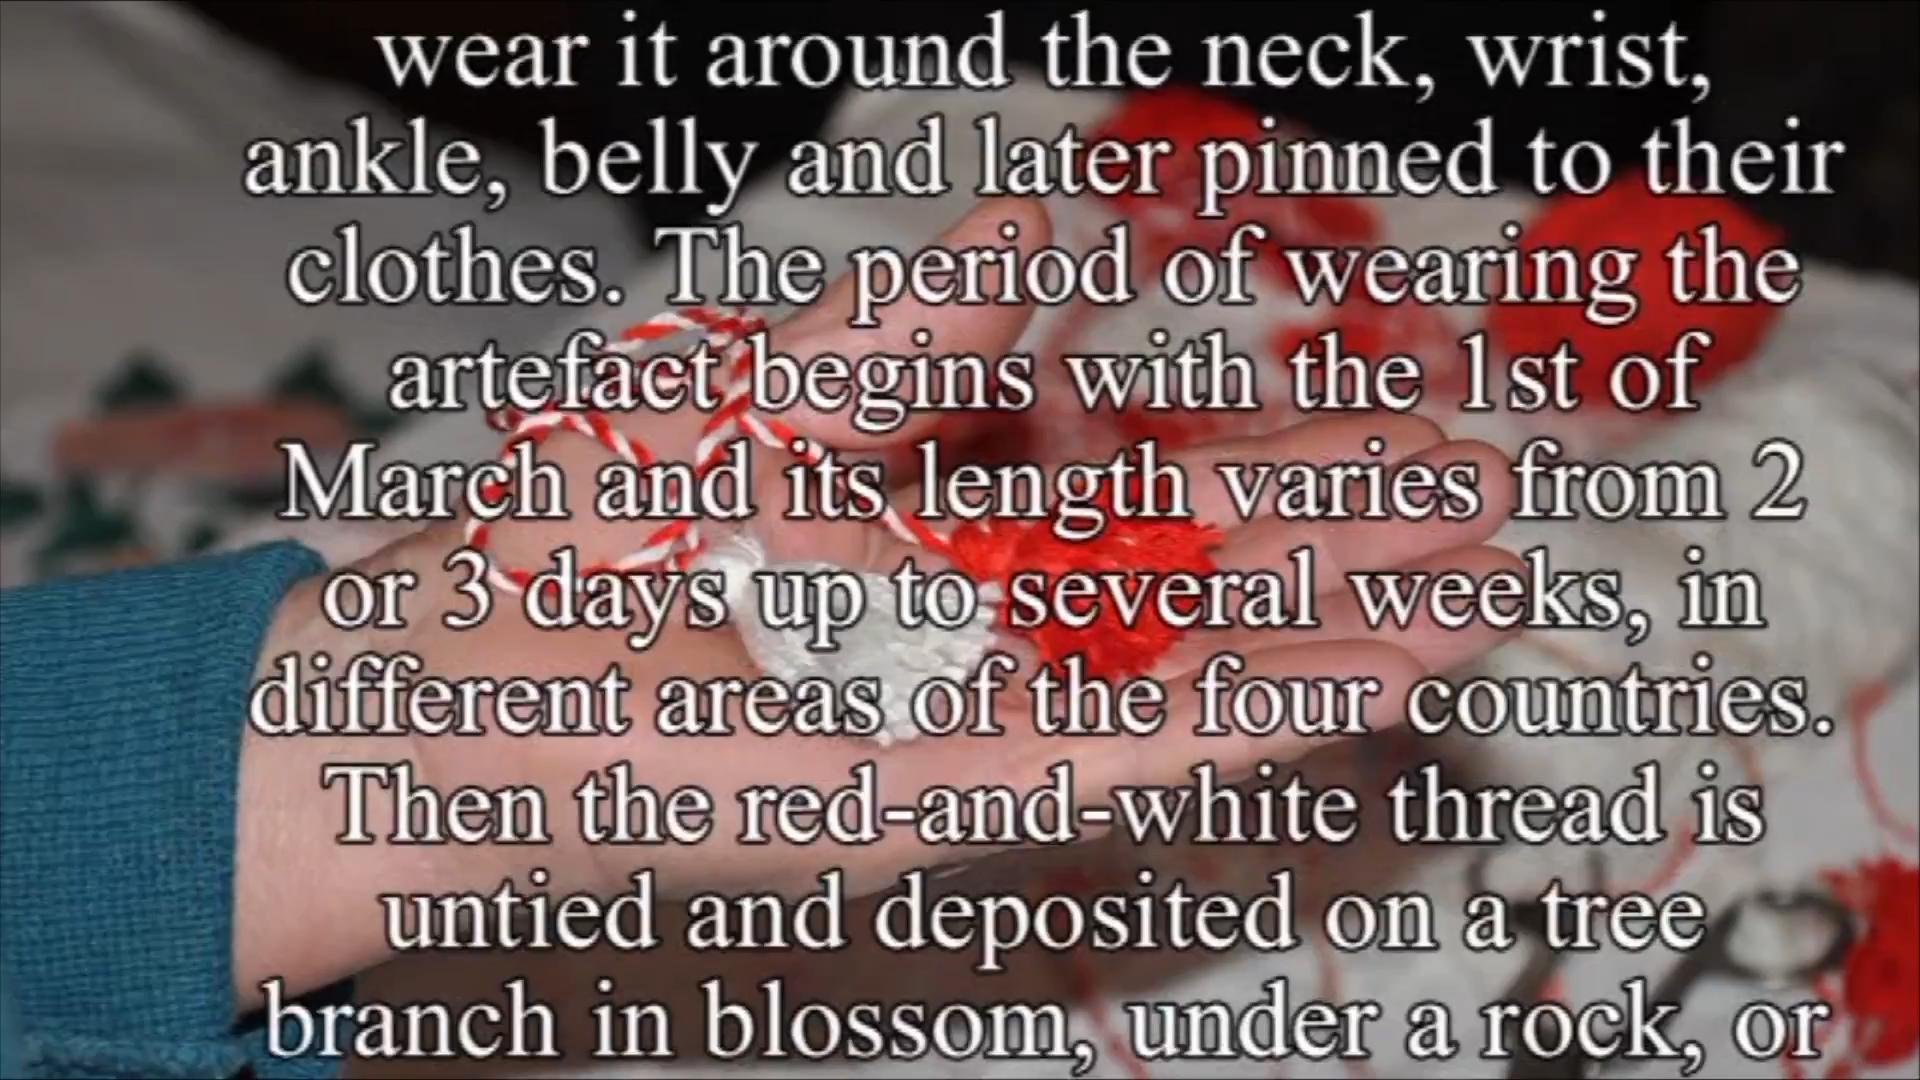 wear it around the neck, wrist,
ankle, belly and later pinned to their
clothes. The period of wearing the
artefact begins with the 1st of
March and its length varies from 2
or 3 days up to several weeks, in
different areas of the four countries.
Then the red-and-white thread is
untied and deposited on a tree
branch in blossom, under a rock, or